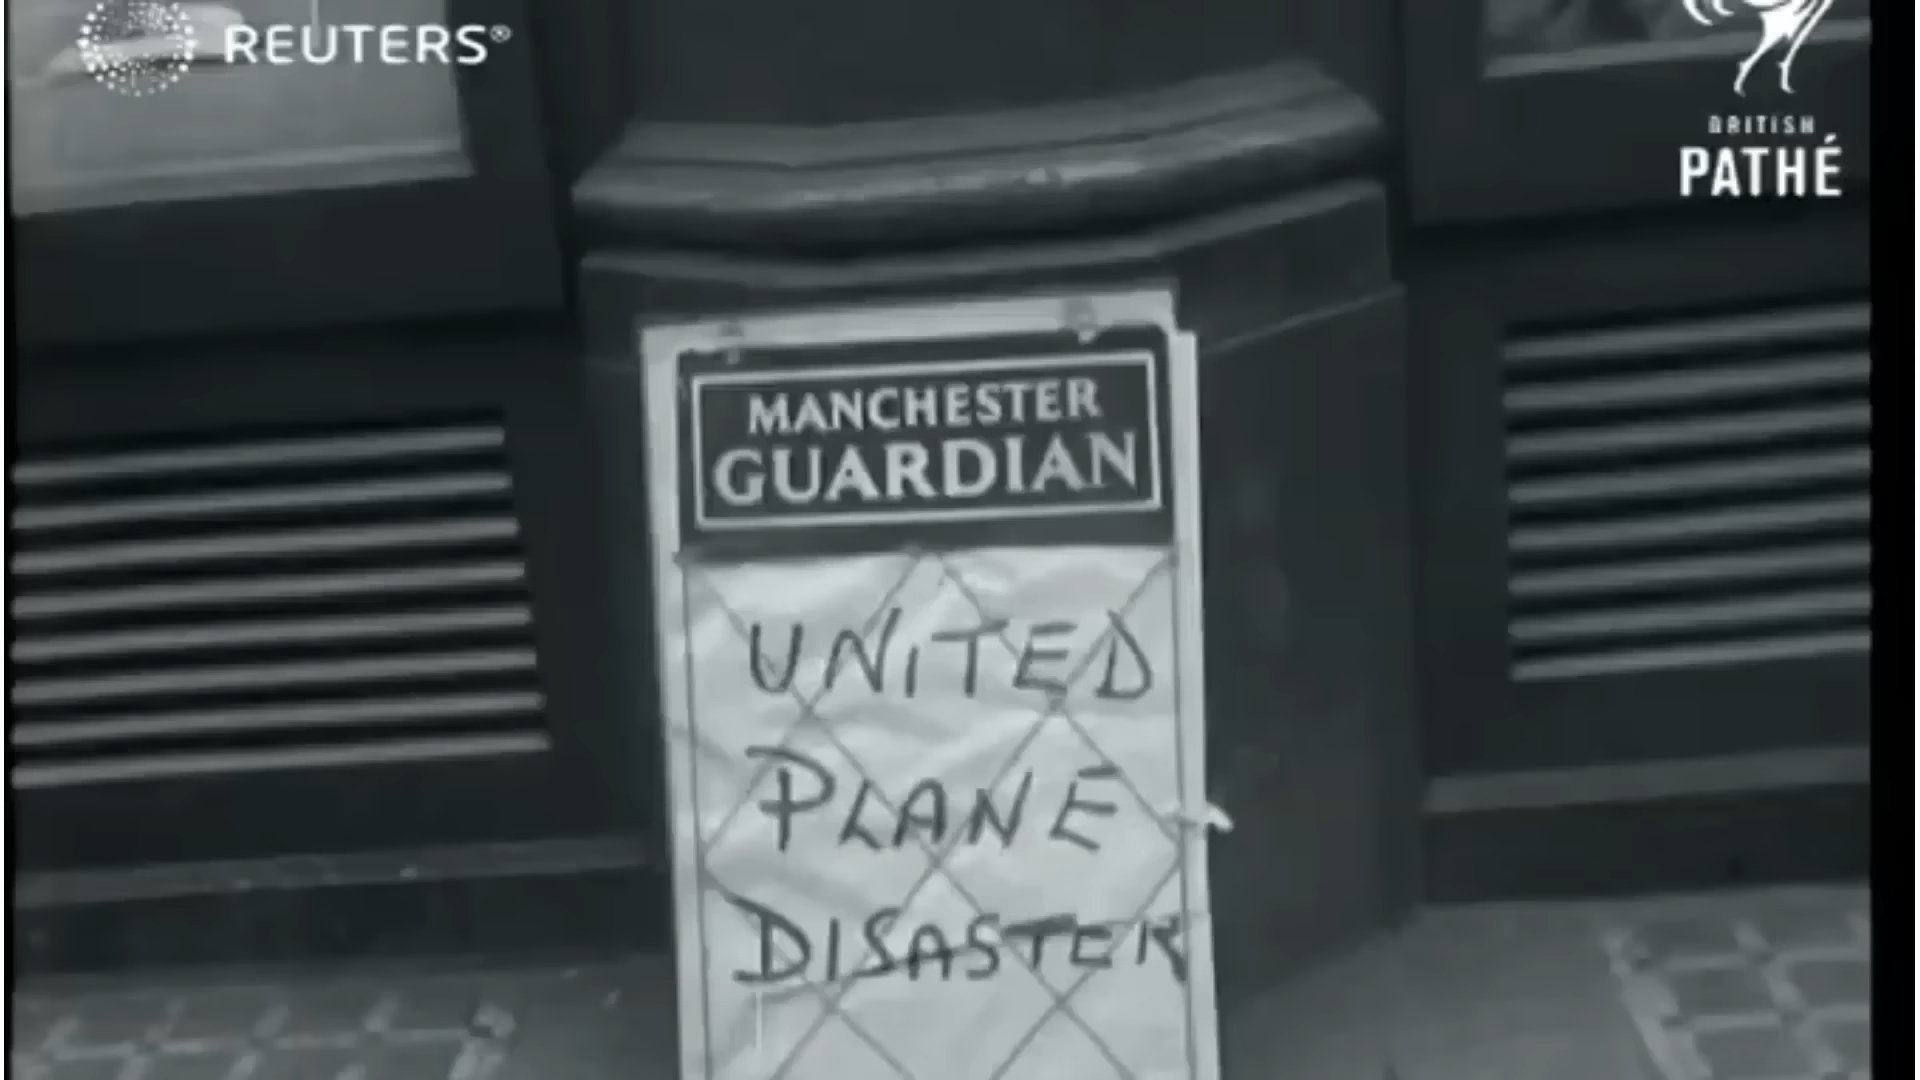 REUTERS®
BRITISH
PATHÉ
MANCHESTER
GUARDIAN
UNITED
PLANE
DISASTER